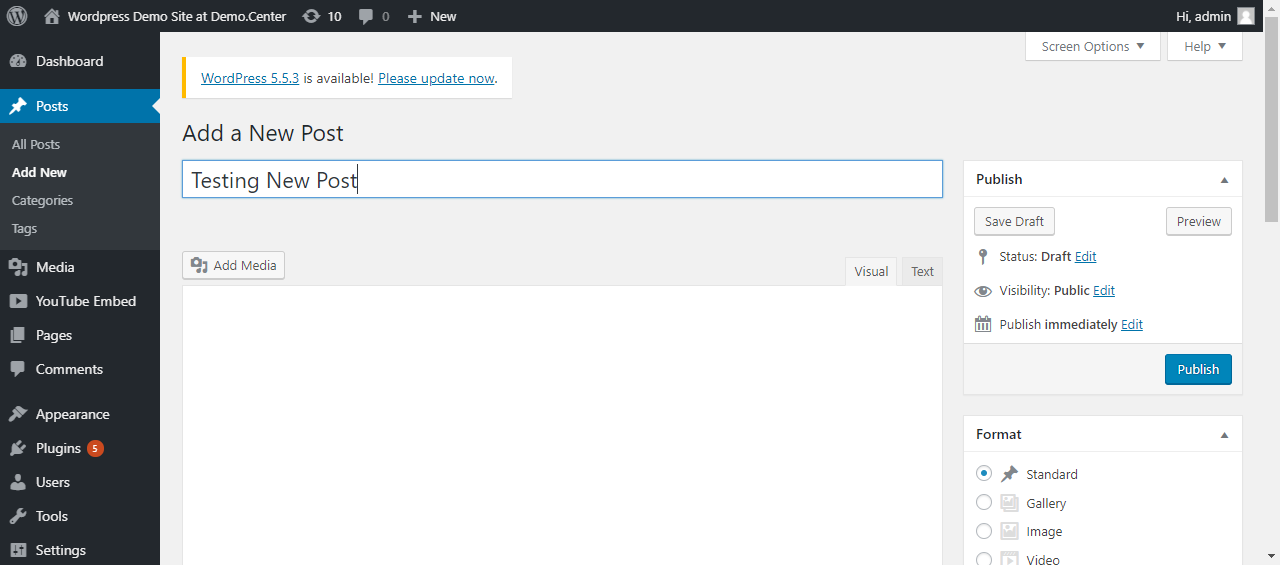 Wordpress Demo Site at Demo.Center 10 0 New Hi, admin
Screen Options Help
Dashboard
Posts
All Posts
Add New
Categories
Tags
Media
YouTube Embed
Pages
Comments
Appearance
Plugins 5
Users
Tools
Settings
WordPress 5.5.3 is available! Please update now.
Add a New Post
Testing New Post
Add Media
Visual Text
Publish
Save Draft Preview
Status: Draft Edit
Visibility: Public Edit
Publish immediately Edit
Publish
Format
Standard
Gallery
Image
Video